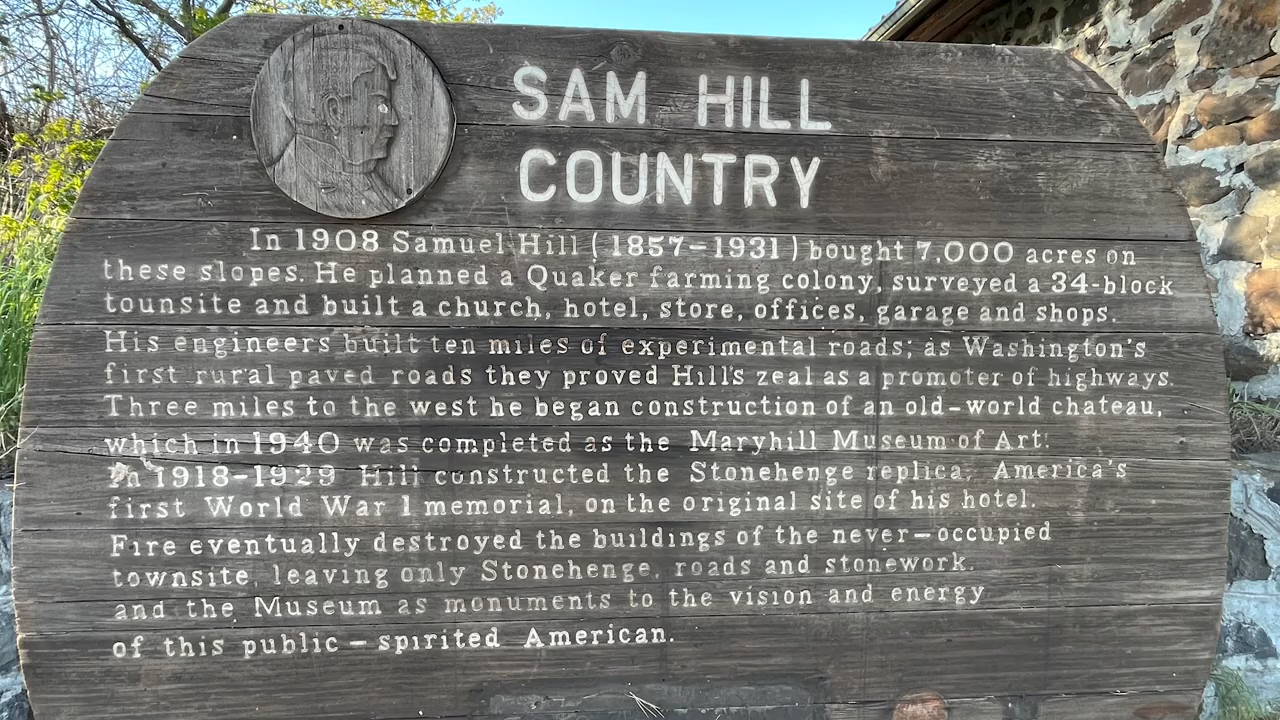 SAM HILL
COUNTRY
In 1908 Samuel Hill (1857-1931) bought 7,000 acres on
these slopes. He planned a Quaker farming colony, surveyed a 34-block
tounsite and built a church, hotel, store, offices, garage and shops.
His engineers built ten miles of experimental roads; as Washington's
first rural paved roads they proved Hill's zeal as a promoter of highways.
Three miles to the west he began construction of an old-world chateau,
which in 1940 was completed as the Maryhill Museum of Art.
In 1918-1929 Hill constructed the Stonehenge replica, America's
first World War 1 memorial, on the original site of his hotel.
Fire eventually destroyed the buildings of the never-occupied
townsite, leaving only Stonehenge, roads and stonework.
and the Museum as monuments to the vision and energy
of this public-spirited American.